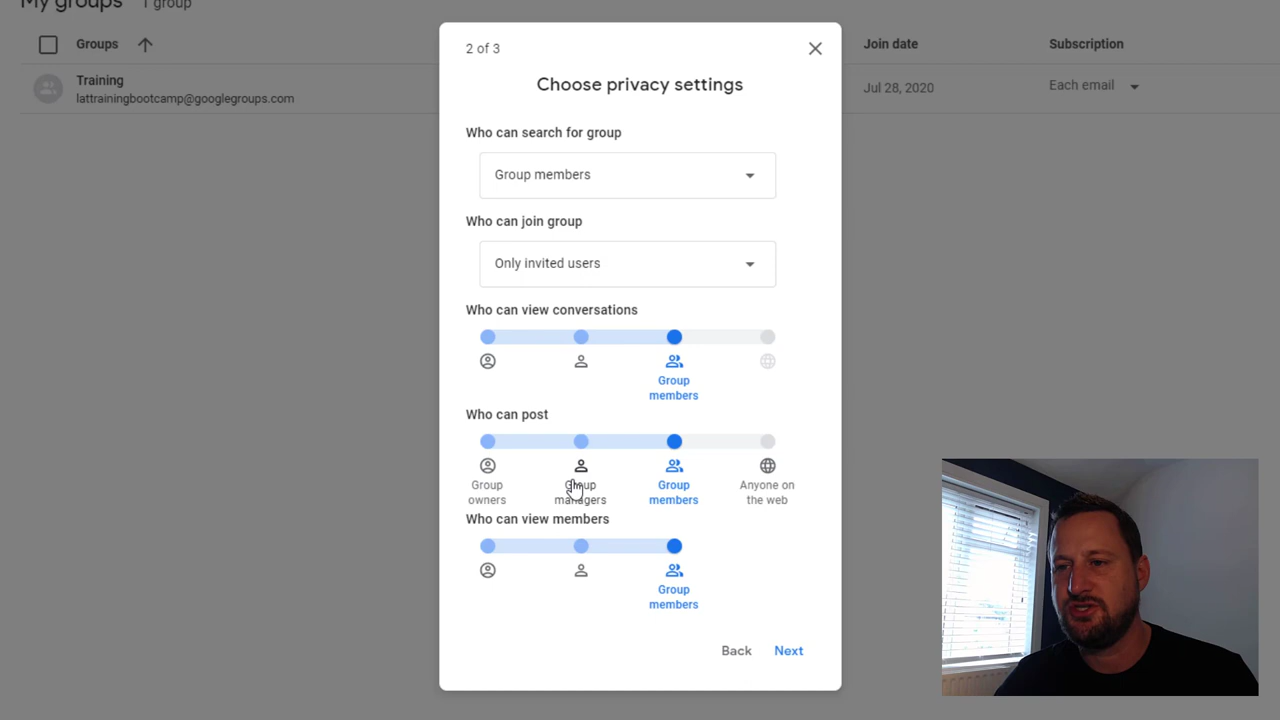 My groups 1 group
Groups
Join date
Subscription
Training
lattrainingbootcamp@googlegroups.com
Jul 28, 2020
Each email
2 of 3
Choose privacy settings
Who can search for group
Group members
Who can join group
Only invited users
Who can view conversations
Group
members
Who can post
Group
owners
Group
managers
Group
members
Anyone on
the web
Who can view members
Group
members
Back
Next